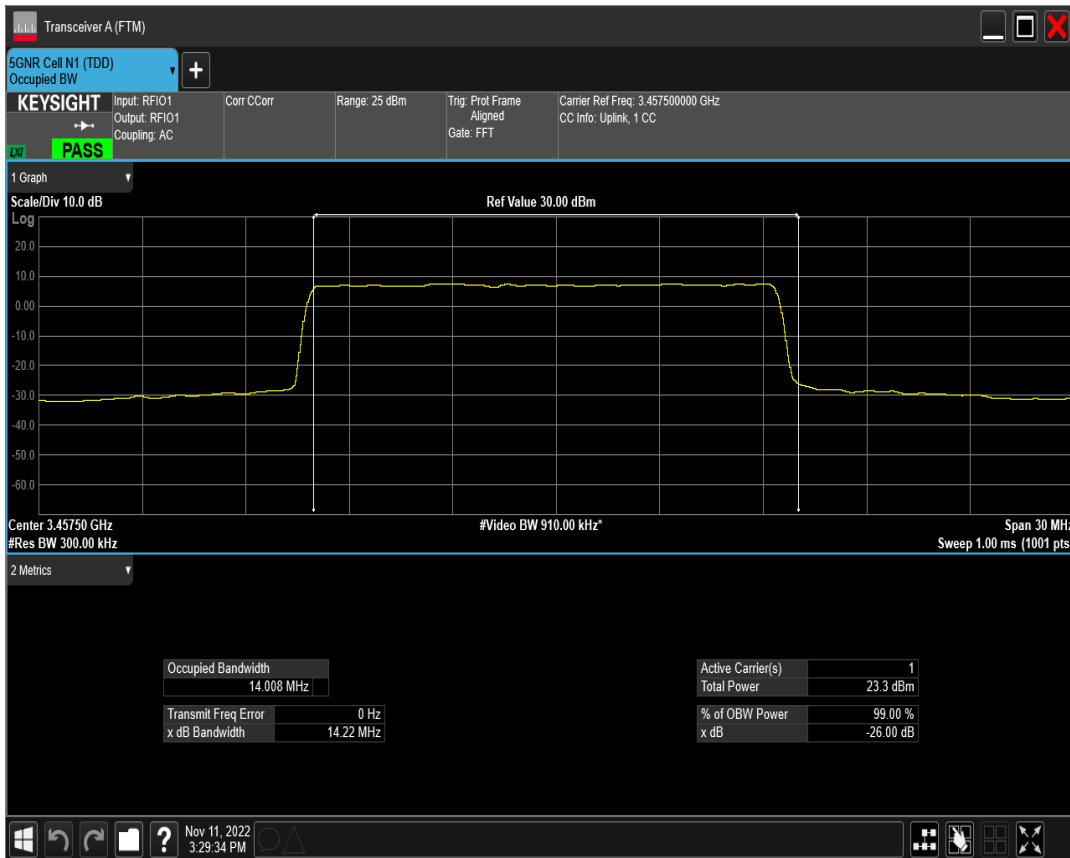 Transceiver A (FTM)
5GNR Cell N1 (TDD)
Occupied BW
+
KEYSIGHT
Input: RFIO1
Output: RFIO1
Coupling: AC
Corr CCorr
Range: 25 dBm
Trig: Prot Frame
Aligned
Gate: FFT
Carrier Ref Freq: 3.457500000 GHz
CC Info: Uplink, 1 CC
LXI
PASS
1 Graph
Scale/Div 10.0 dB
Ref Value 30.00 dBm
Log
20.0
10.0
0.00
-10.0
-20.0
-30.0
-40.0
-50.0
-60.0
Center 3.45750 GHz
#Video BW 910.00 kHz*
Span 30 MHz
#Res BW 300.00 kHz
Sweep 1.00 ms (1001 pts
2 Metrics
Occupied Bandwidth
14.008 MHz
Transmit Freq Error 0 Hz
x dB Bandwidth 14.22 MHz
Active Carrier(s) 1
Total Power 23.3 dBm
% of OBW Power 99.00 %
x dB -26.00 dB
?
Nov 11, 2022
3:29:34 PM